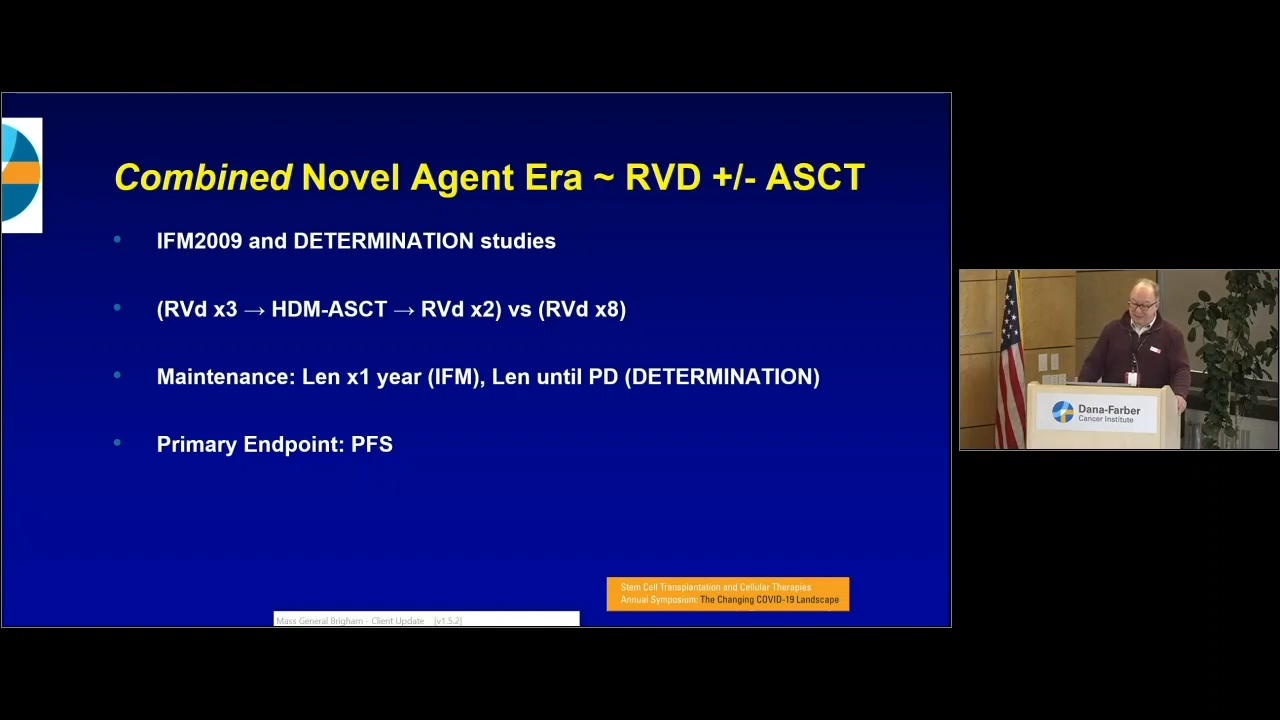 Combined Novel Agent Era ~ RVD +/- ASCT
• IFM2009 and DETERMINATION studies
• (RVd x3 → HDM-ASCT → RVd x2) vs (RVd x8)
• Maintenance: Len x1 year (IFM), Len until PD (DETERMINATION)
• Primary Endpoint: PFS
Stem Cell Transplantation and Cellular Therapies
Annual Symposium: The Changing COVID-19 Landscape
Mass General Brigham - Client Update [v1.5.2]
Dana-Farber
Cancer Institute